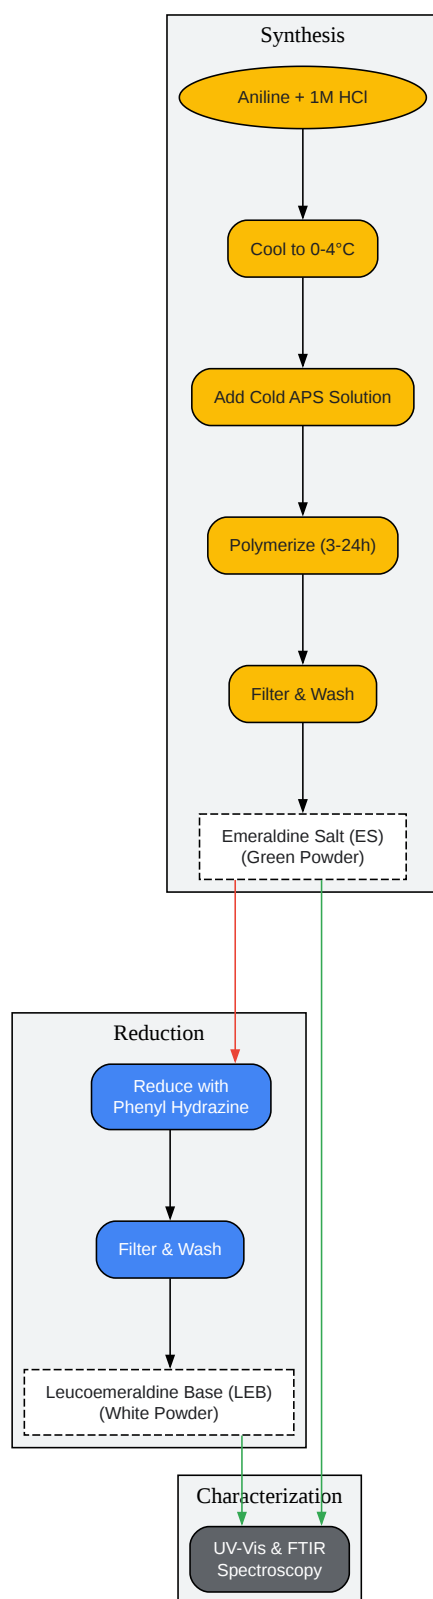 Synthesis
Aniline + 1M HCl
Cool to 0-4°C
Add Cold APS Solution
Polymerize (3-24h)
Filter & Wash
Emeraldine Salt (ES)
(Green Powder)
Reduction
Reduce with
Phenyl Hydrazine
Filter & Wash
Leucoemeraldine Base (LEB)
(White Powder)
Characterization
UV-Vis & FTIR
Spectroscopy